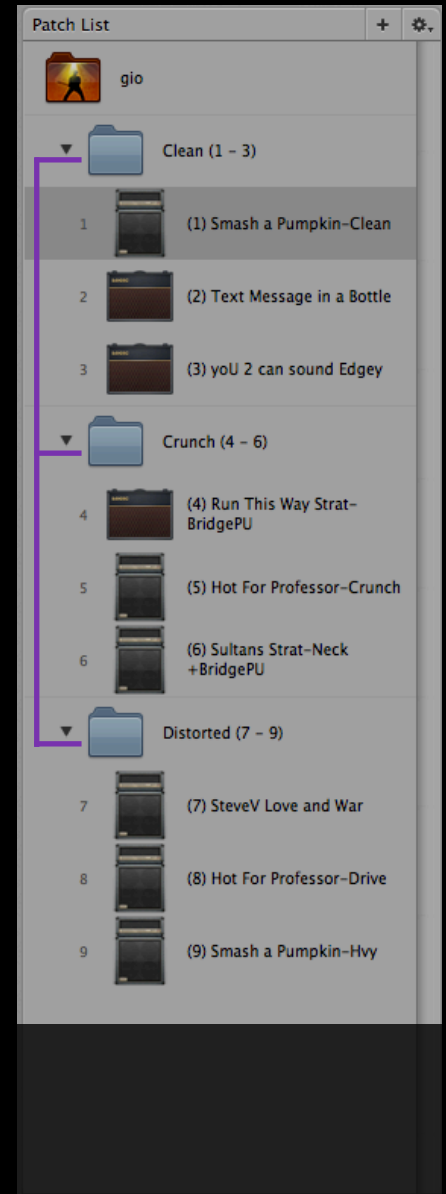 Patch List
gio
Clean (1 – 3)
1 (1) Smash a Pumpkin–Clean
2 (2) Text Message in a Bottle
3 (3) yoU 2 can sound Edgey
Crunch (4 – 6)
4 (4) Run This Way Strat–
BridgePU
5 (5) Hot For Professor–Crunch
6 (6) Sultans Strat–Neck
+BridgePU
Distorted (7 – 9)
7 (7) SteveV Love and War
8 (8) Hot For Professor–Drive
9 (9) Smash a Pumpkin–Hvy